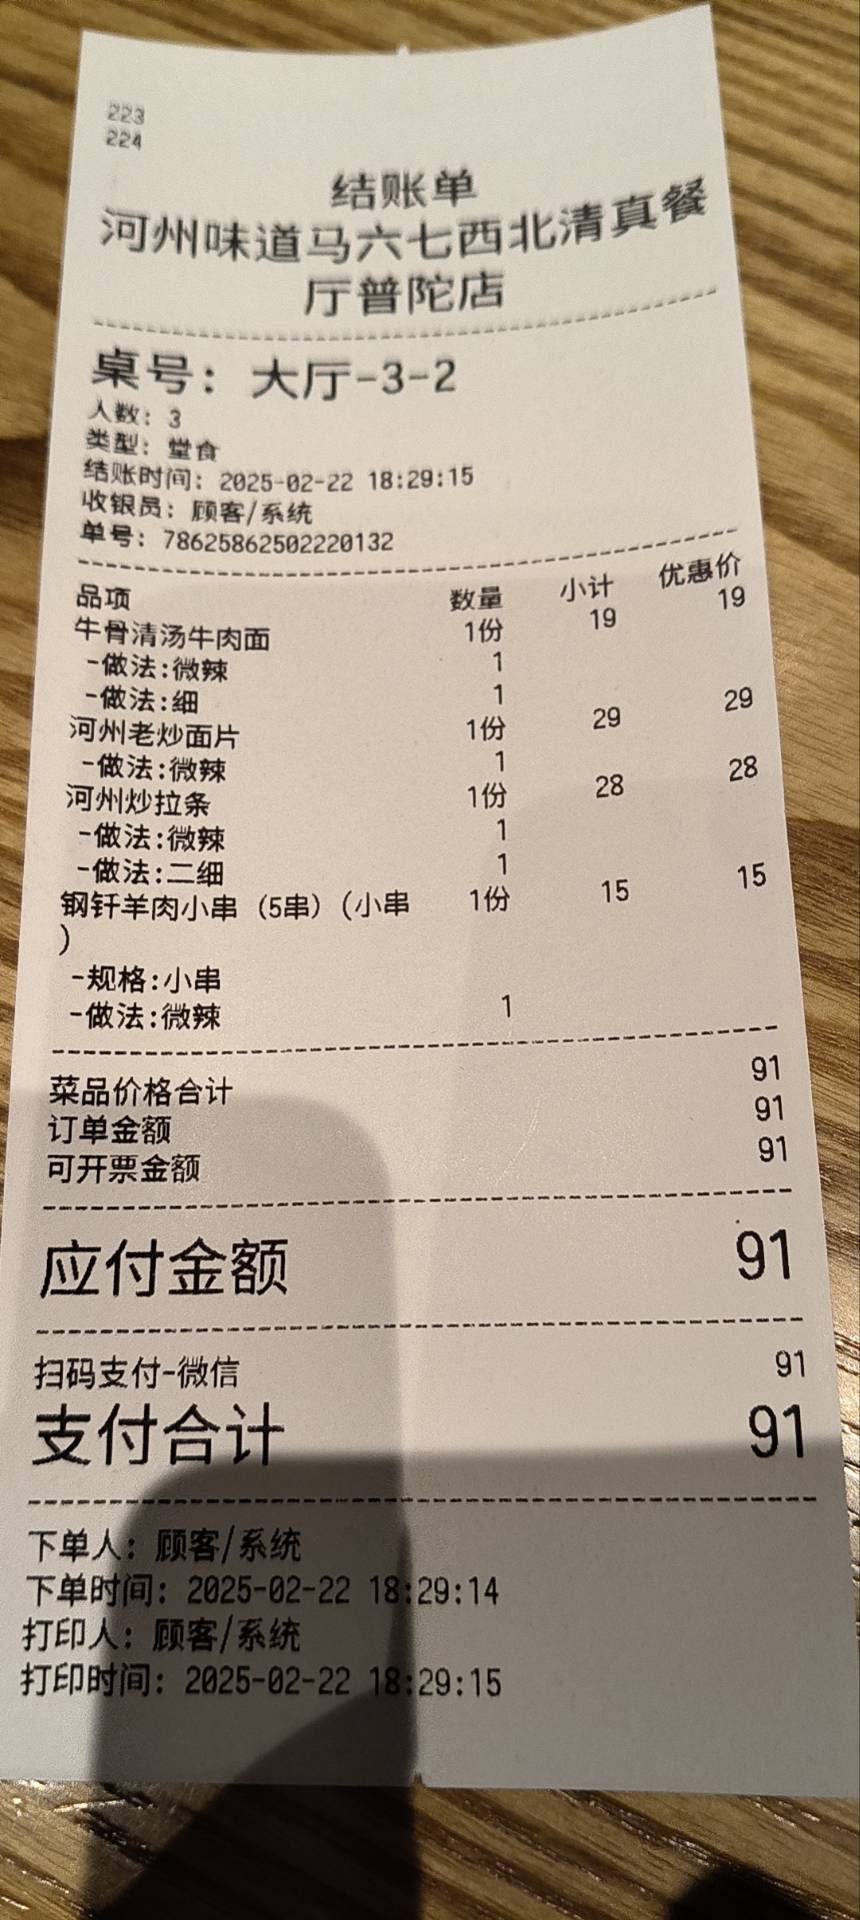 223
224
结账单
河州味道马六七西北清真餐
厅普陀店
桌号：大厅-3-2
人数：3
类型：堂食
结账时间：2025-02-22 18:29:15
收银员：顾客/系统
单号：78625862502220132
品项 数量 小计 优惠价
牛骨清汤牛肉面 1份 19 19
-做法:微辣 1
-做法:细 1
河州老炒面片 1份 29 29
-做法:微辣 1
河州炒拉条 1份 28 28
-做法:微辣 1
-做法:二细 1
钢钎羊肉小串（5串）（小串 1份 15 15
）
-规格:小串
-做法:微辣 1
菜品价格合计 91
订单金额 91
可开票金额 91
应付金额 91
扫码支付-微信 91
支付合计 91
下单人：顾客/系统
下单时间：2025-02-22 18:29:14
打印人：顾客/系统
打印时间：2025-02-22 18:29:15